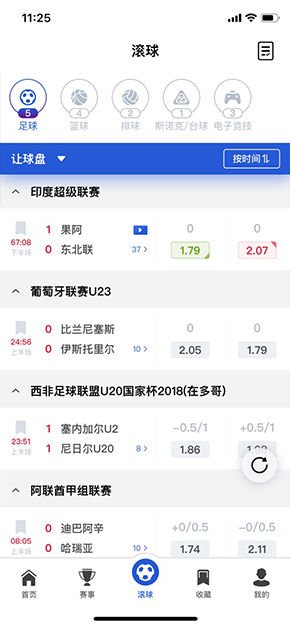 11:25
滚球
5 4 2 1 3
足球 篮球 排球 斯诺克/台球 电子竞技
让球盘 按时间
印度超级联赛
1 果阿 0 0
67:08 0 东北联 37 > 1.79 2.07
下半场
葡萄牙联赛U23
0 比兰尼塞斯 0 0
24:56 0 伊斯托里尔 10 > 2.05 1.79
上半场
西非足球联盟U20国家杯2018(在多哥)
1 塞内加尔U2 -0.5/1 +0.5/1
23:51 1 尼日尔U20 8 > 1.86
上半场
阿联酋甲组联赛
0 迪巴阿辛 +0/0.5 -0/0.5
08:05 0 哈瑞亚 10 > 1.74 2.11
上半场
首页 赛事 滚球 收藏 我的